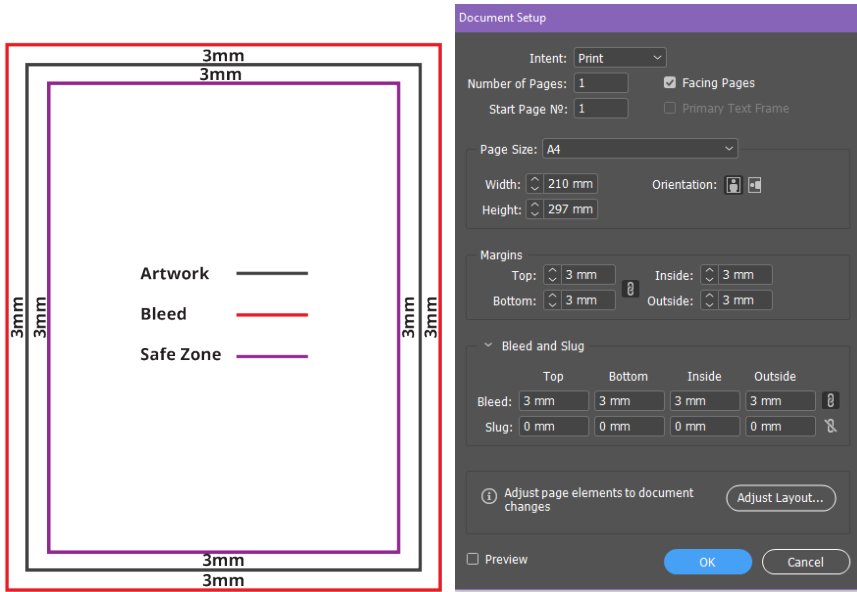 3mm
3mm
3mm
3mm
3mm
3mm
Artwork
Bleed
Safe Zone
3mm
3mm
Document Setup
Intent: Print
Number of Pages: 1
Facing Pages
Start Page Nº: 1
Primary Text Frame
Page Size: A4
Width: 210 mm
Orientation:
Height: 297 mm
Margins
Top: 3 mm
Inside: 3 mm
Bottom: 3 mm
Outside: 3 mm
Bleed and Slug
Top Bottom Inside Outside
Bleed: 3 mm 3 mm 3 mm 3 mm
Slug: 0 mm 0 mm 0 mm 0 mm
Adjust page elements to document
changes
Adjust Layout...
Preview
OK
Cancel